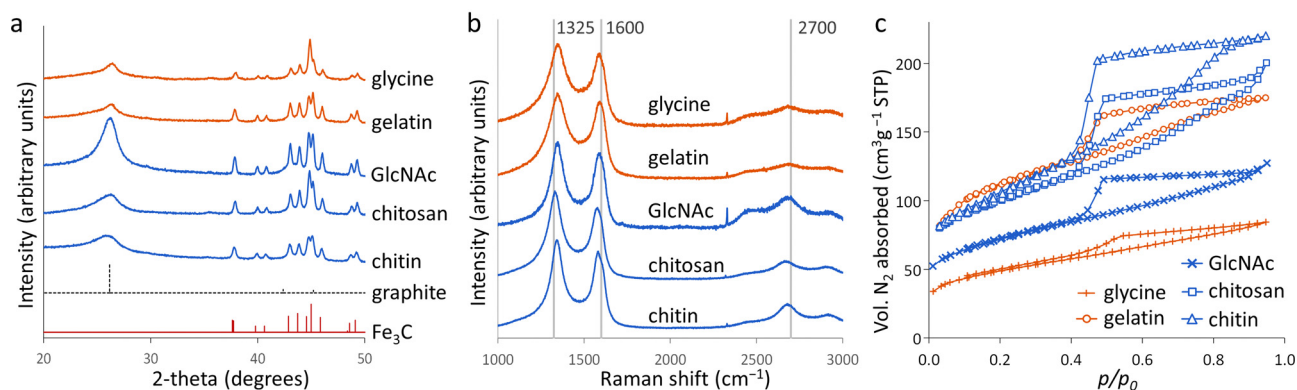 a
Intensity (arbitrary units)
glycine
gelatin
GlcNAc
chitosan
chitin
graphite
Fe₃C
20 30 40 50
2-theta (degrees)
b
Intensity (arbitrary units)
1325 1600 2700
glycine
gelatin
GlcNAc
chitosan
chitin
1000 1500 2000 2500 3000
Raman shift (cm⁻¹)
c
Vol. N₂ absorbed (cm³g⁻¹ STP)
200
150
100
50
0
GlcNAc
glycine chitosan
gelatin chitin
0.0 0.2 0.4 0.6 0.8 1.0
p/p₀